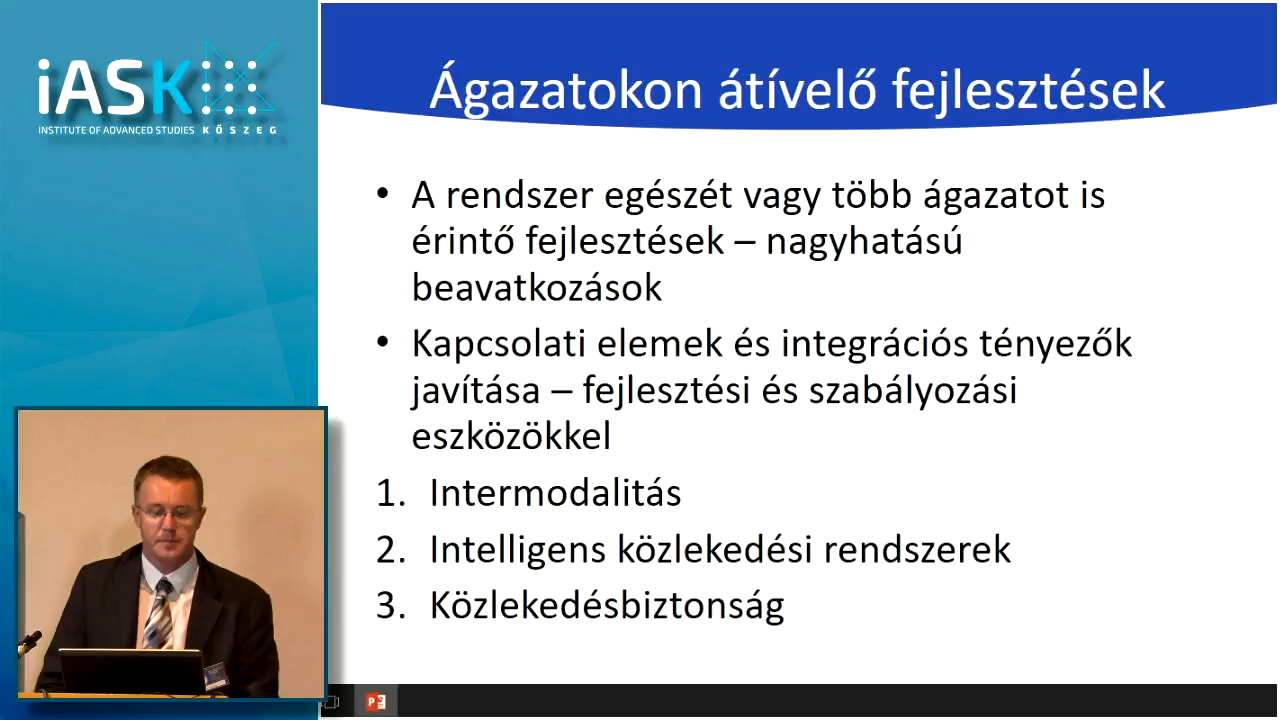 iASK
INSTITUTE OF ADVANCED STUDIES KŐSZEG
Ágazatokon átívelő fejlesztések
• A rendszer egészét vagy több ágazatot is
érintő fejlesztések – nagyhatású
beavatkozások
• Kapcsolati elemek és integrációs tényezők
javítása – fejlesztési és szabályozási
eszközökkel
1. Intermodalitás
2. Intelligens közlekedési rendszerek
3. Közlekedésbiztonság